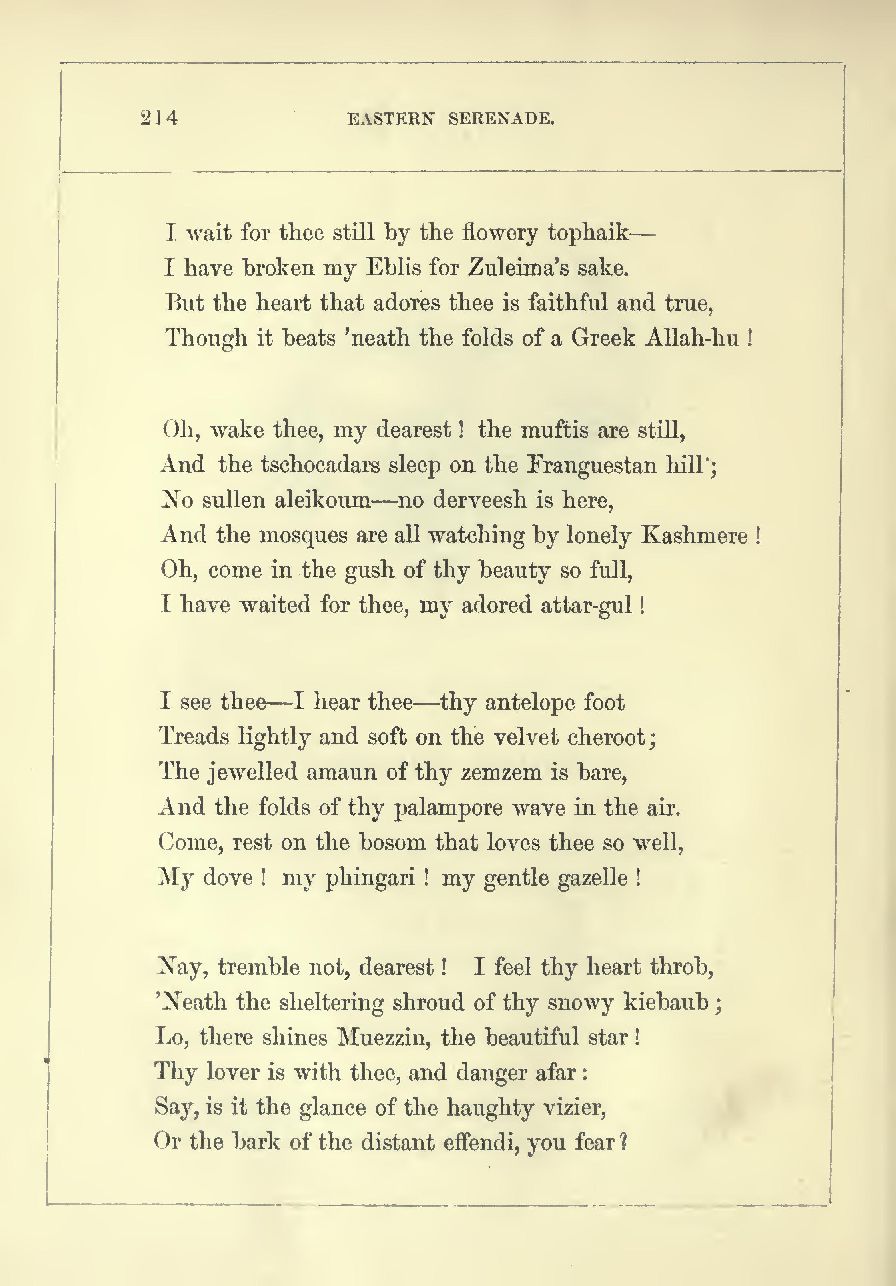 214 EASTERN SERENADE.
I wait for thee still by the flowery tophaik—
I have broken my Eblis for Zuleima's sake.
But the heart that adores thee is faithful and true,
Though it beats 'neath the folds of a Greek Allah-hu !
Oh, wake thee, my dearest ! the muftis are still,
And the tschocadars sleep on the Franguestan hill ;
No sullen aleikoum—no derveesh is here,
And the mosques are all watching by lonely Kashmere !
Oh, come in the gush of thy beauty so full,
I have waited for thee, my adored attar-gul !
I see thee—I hear thee—thy antelope foot
Treads lightly and soft on the velvet cheroot ;
The jewelled amaun of thy zemzem is bare,
And the folds of thy palampore wave in the air.
Come, rest on the bosom that loves thee so well,
My dove ! my phingari ! my gentle gazelle !
Nay, tremble not, dearest ! I feel thy heart throb,
'Neath the sheltering shroud of thy snowy kiebaub ;
Lo, there shines Muezzin, the beautiful star !
Thy lover is with thee, and danger afar :
Say, is it the glance of the haughty vizier,
Or the bark of the distant effendi, you fear ?